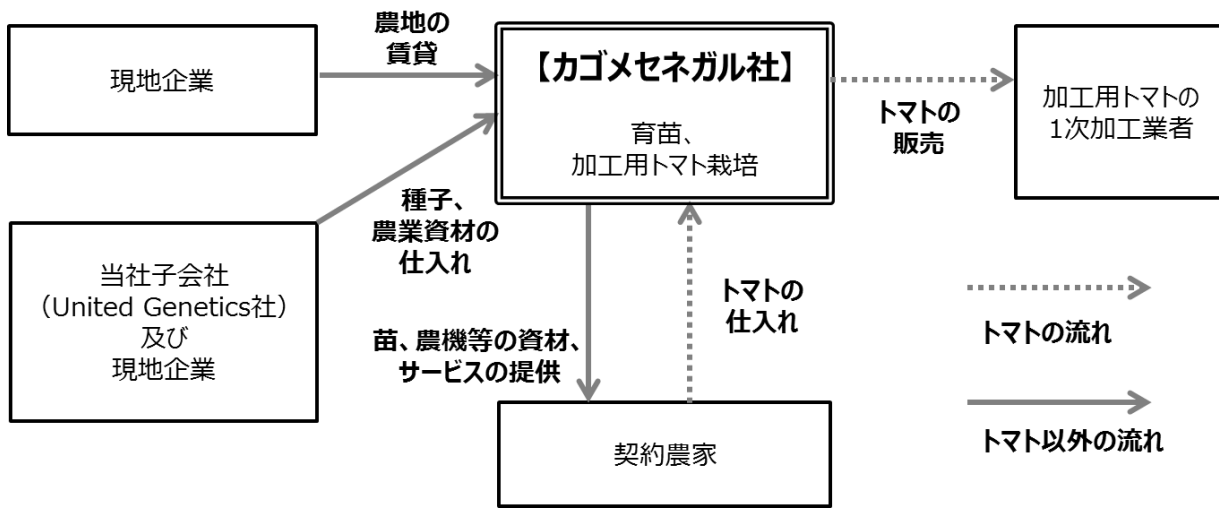 現地企業
農地の
賃貸
【カゴメセネガル社】
育苗、
加工用トマト栽培
トマトの
販売
加工用トマトの
1次加工業者
当社子会社
（United Genetics社）
及び
現地企業
種子、
農業資材の
仕入れ
苗、農機等の資材、
サービスの提供
トマトの
仕入れ
契約農家
トマトの流れ
トマト以外の流れ